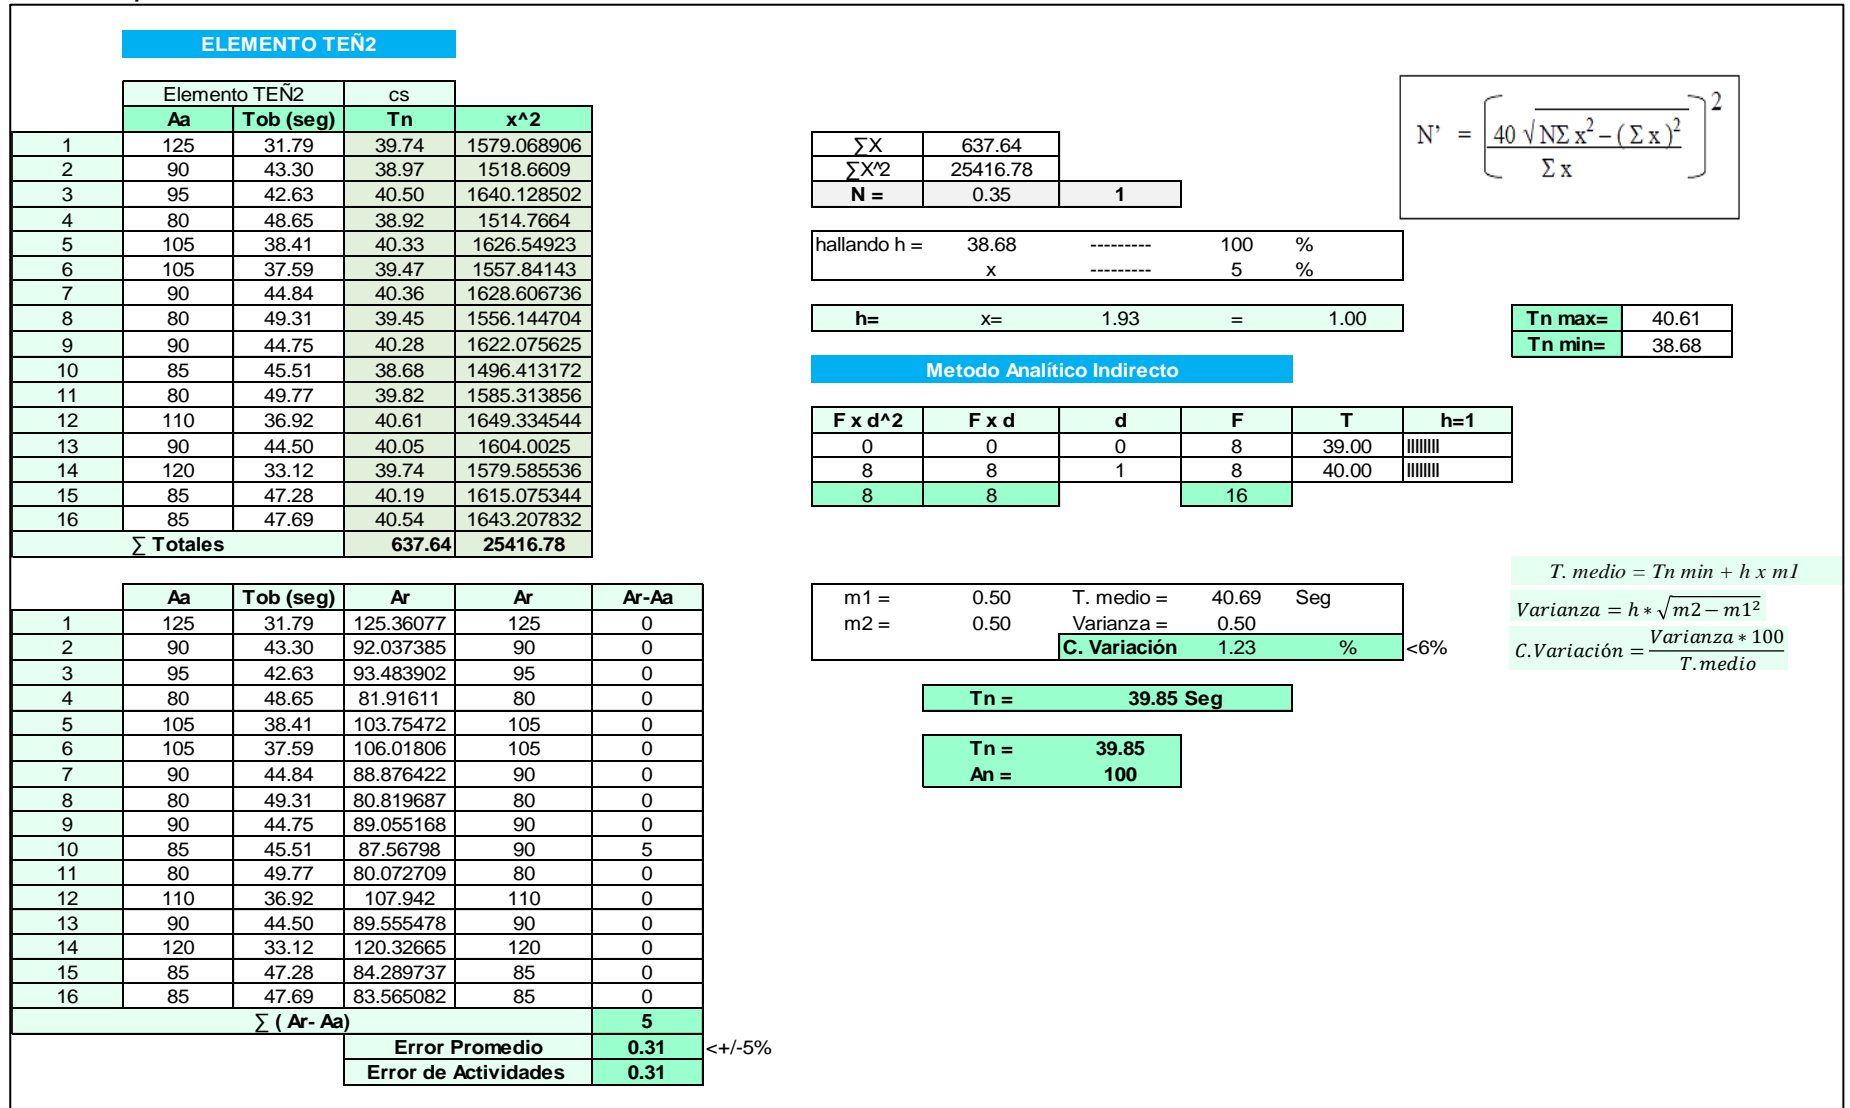 ELEMENTO TEÑ2
Elemento TEÑ2 cs
Aa Tob (seg) Tn x^2
1 125 31.79 39.74 1579.068906
2 90 43.30 38.97 1518.6609
3 95 42.63 40.50 1640.128502
4 80 48.65 38.92 1514.7664
5 105 38.41 40.33 1626.54923
6 105 37.59 39.47 1557.84143
7 90 44.84 40.36 1628.606736
8 80 49.31 39.45 1556.144704
9 90 44.75 40.28 1622.075625
10 85 45.51 38.68 1496.413172
11 80 49.77 39.82 1585.313856
12 110 36.92 40.61 1649.334544
13 90 44.50 40.05 1604.0025
14 120 33.12 39.74 1579.585536
15 85 47.28 40.19 1615.075344
16 85 47.69 40.54 1643.207832
∑ Totales 637.64 25416.78
∑X 637.64
∑X^2 25416.78
N = 0.35 1
N' = [ 40 √ NΣ x² – ( Σ x )² / Σ x ] 2
hallando h = 38.68 --------- 100 %
x --------- 5 %
h= x= 1.93 = 1.00
Tn max= 40.61
Tn min= 38.68
Metodo Analítico Indirecto
F x d^2 F x d d F T h=1
0 0 0 8 39.00 IIIIIIII
8 8 1 8 40.00 IIIIIIII
8 8 16
Aa Tob (seg) Ar Ar Ar-Aa
1 125 31.79 125.36077 125 0
2 90 43.30 92.037385 90 0
3 95 42.63 93.483902 95 0
4 80 48.65 81.91611 80 0
5 105 38.41 103.75472 105 0
6 105 37.59 106.01806 105 0
7 90 44.84 88.876422 90 0
8 80 49.31 80.819687 80 0
9 90 44.75 89.055168 90 0
10 85 45.51 87.56798 90 5
11 80 49.77 80.072709 80 0
12 110 36.92 107.942 110 0
13 90 44.50 89.555478 90 0
14 120 33.12 120.32665 120 0
15 85 47.28 84.289737 85 0
16 85 47.69 83.565082 85 0
∑ ( Ar- Aa) 5
Error Promedio 0.31 <+/-5%
Error de Actividades 0.31
m1 = 0.50 T. medio = 40.69 Seg
m2 = 0.50 Varianza = 0.50
C. Variación 1.23 % <6%
T. medio = Tn min + h x m1
Varianza = h * √m2 − m1²
C.Variación = Varianza * 100 / T.medio
Tn = 39.85 Seg
Tn = 39.85
An = 100